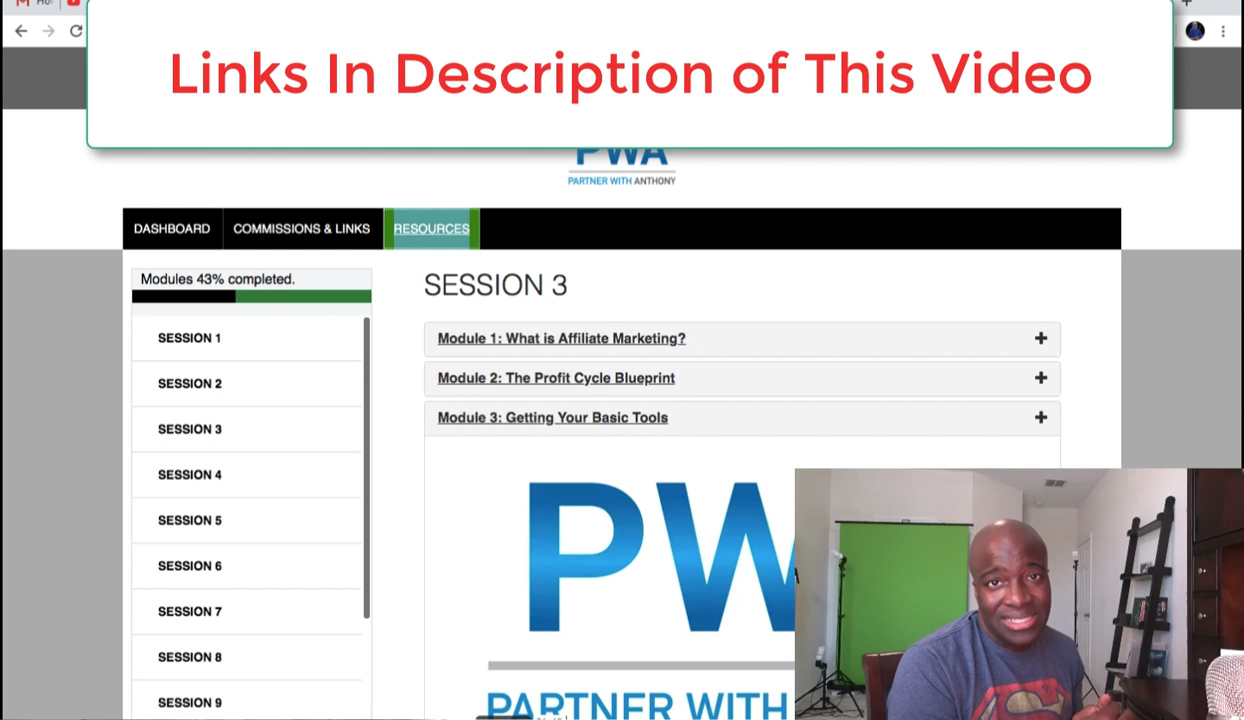 Links In Description of This Video
PWA
PARTNER WITH ANTHONY
DASHBOARD
COMMISSIONS & LINKS
RESOURCES
Modules 43% completed.
SESSION 1
SESSION 2
SESSION 3
SESSION 4
SESSION 5
SESSION 6
SESSION 7
SESSION 8
SESSION 9
SESSION 3
Module 1: What is Affiliate Marketing?
Module 2: The Profit Cycle Blueprint
Module 3: Getting Your Basic Tools
PW
PARTNER WITH